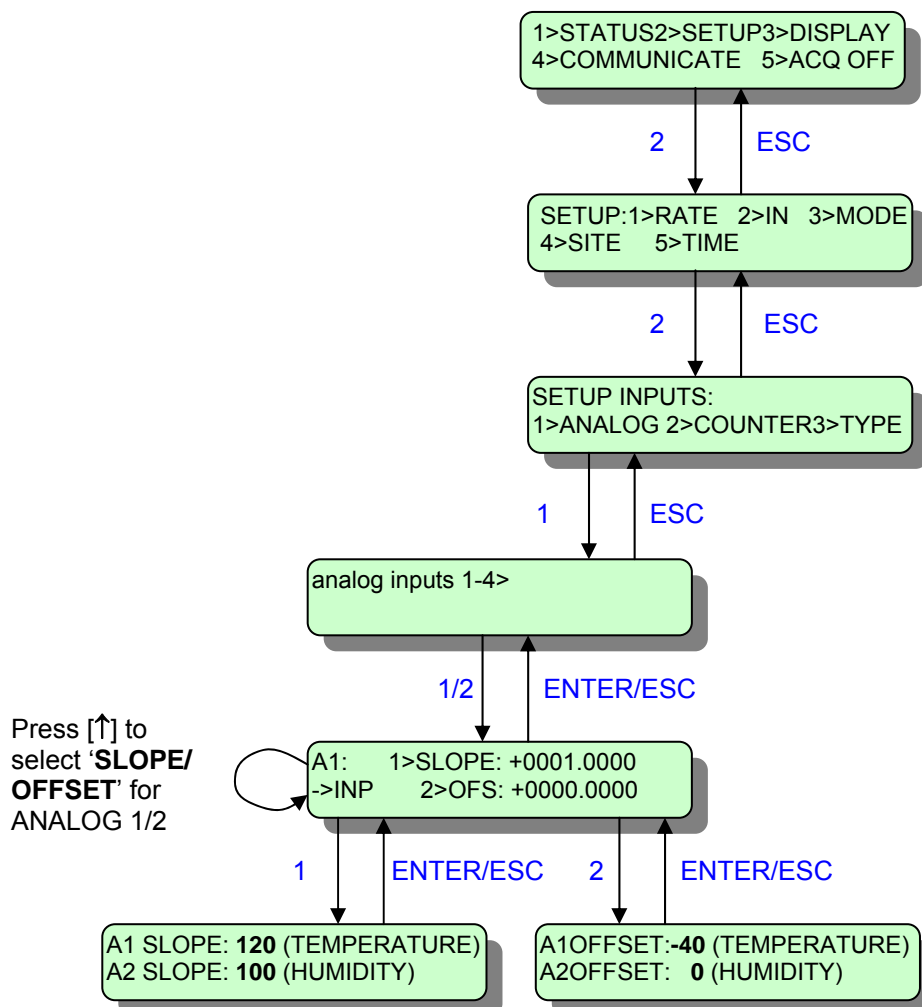 1>STATUS2>SETUP3>DISPLAY
4>COMMUNICATE 5>ACQ OFF
2
ESC
SETUP:1>RATE 2>IN 3>MODE
4>SITE 5>TIME
2
ESC
SETUP INPUTS:
1>ANALOG 2>COUNTER3>TYPE
1
ESC
analog inputs 1-4>
1/2
ENTER/ESC
Press [↑] to
select ‘SLOPE/
OFFSET’ for
ANALOG 1/2
A1: 1>SLOPE: +0001.0000
->INP 2>OFS: +0000.0000
1
ENTER/ESC
2
ENTER/ESC
A1 SLOPE: 120 (TEMPERATURE)
A2 SLOPE: 100 (HUMIDITY)
A1OFFSET:-40 (TEMPERATURE)
A2OFFSET: 0 (HUMIDITY)